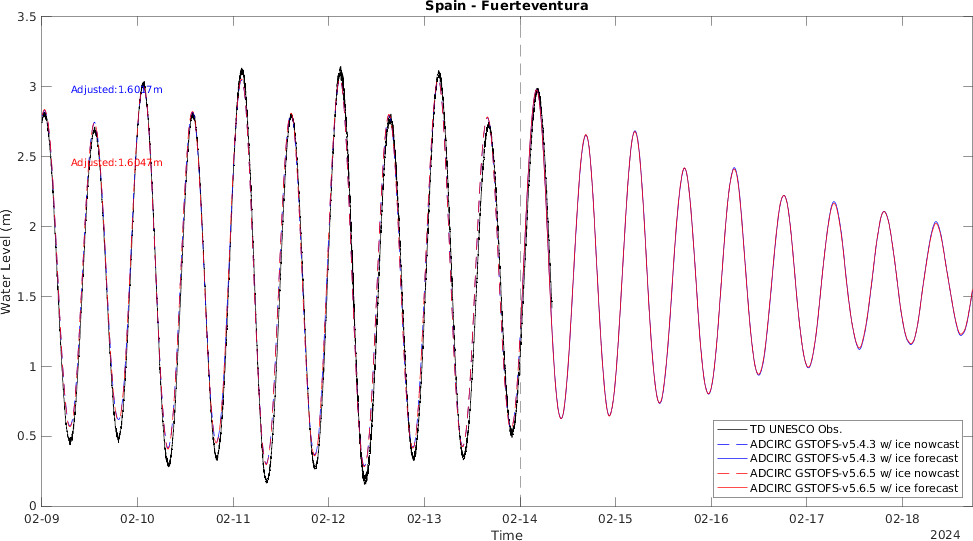 Spain - Fuerteventura
3.5
3
2.5
2
1.5
1
0.5
0
Water Level (m)
Adjusted:1.6047m
TD UNESCO Obs.
ADCIRC GSTOFS-v5.4.3 w/ ice nowcast
ADCIRC GSTOFS-v5.4.3 w/ ice forecast
ADCIRC GSTOFS-v5.6.5 w/ ice nowcast
ADCIRC GSTOFS-v5.6.5 w/ ice forecast
02-09 02-10 02-11 02-12 02-13 02-14 02-15 02-16 02-17 02-18
Time
2024